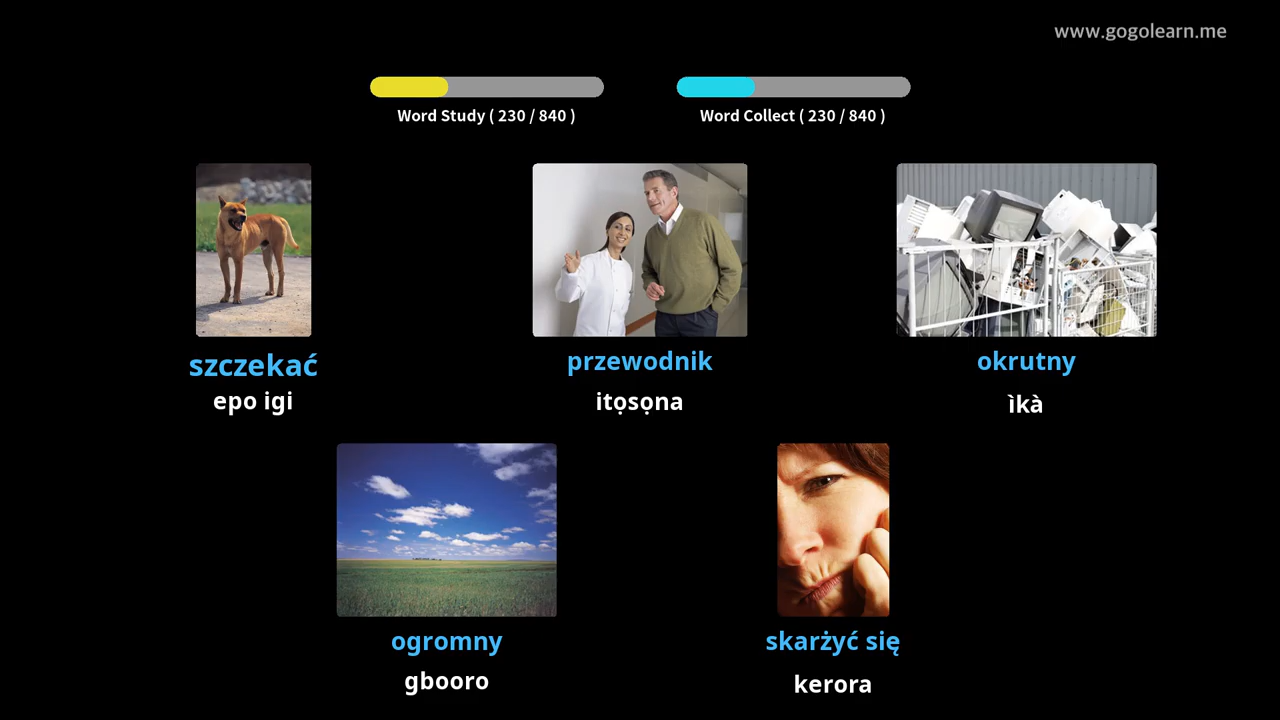 www.gogolearn.me
Word Study ( 230 / 840 )
Word Collect ( 230 / 840 )
szczekać
epo igi
przewodnik
itọsọna
okrutny
ìkà
ogromny
gbooro
skarżyć się
kerora